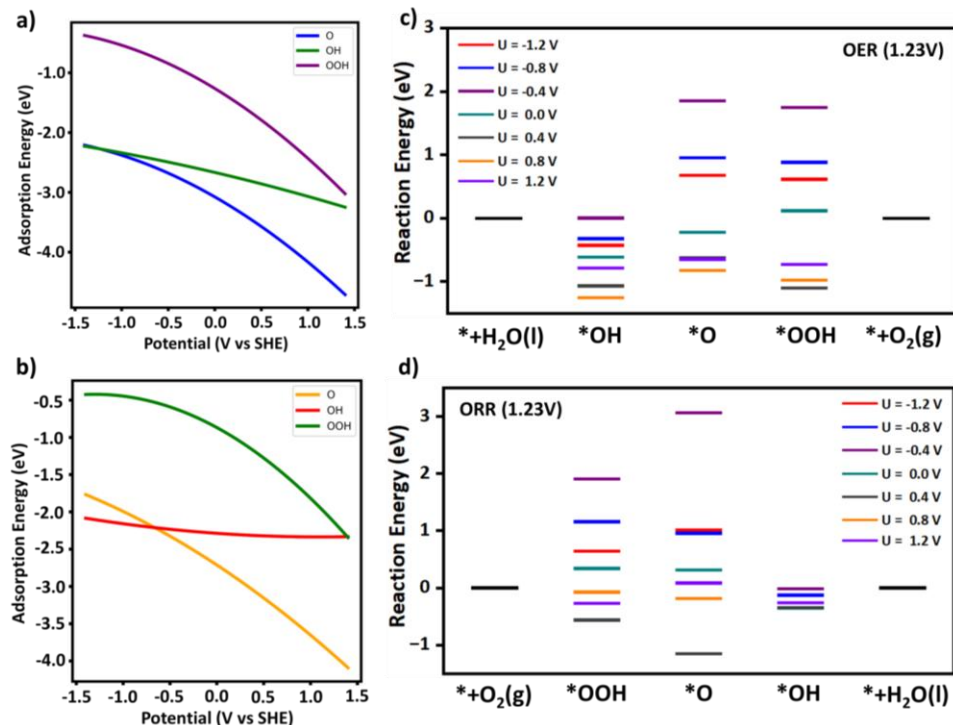 a)
O
OH
OOH
Adsorption Energy (eV)
-1.0
-2.0
-3.0
-4.0
-1.5 -1.0 -0.5 0.0 0.5 1.0 1.5
Potential (V vs SHE)
b)
O
OH
OOH
Adsorption Energy (eV)
-0.5
-1.0
-1.5
-2.0
-2.5
-3.0
-3.5
-4.0
-1.5 -1.0 -0.5 0.0 0.5 1.0 1.5
Potential (V vs SHE)
c)
OER (1.23V)
U = -1.2 V
U = -0.8 V
U = -0.4 V
U = 0.0 V
U = 0.4 V
U = 0.8 V
U = 1.2 V
Reaction Energy (eV)
3
2
1
0
−1
*+H₂O(l) *OH *O *OOH *+O₂(g)
d)
ORR (1.23V)
U = -1.2 V
U = -0.8 V
U = -0.4 V
U = 0.0 V
U = 0.4 V
U = 0.8 V
U = 1.2 V
Reaction Energy (eV)
3
2
1
0
−1
*+O₂(g) *OOH *O *OH *+H₂O(l)